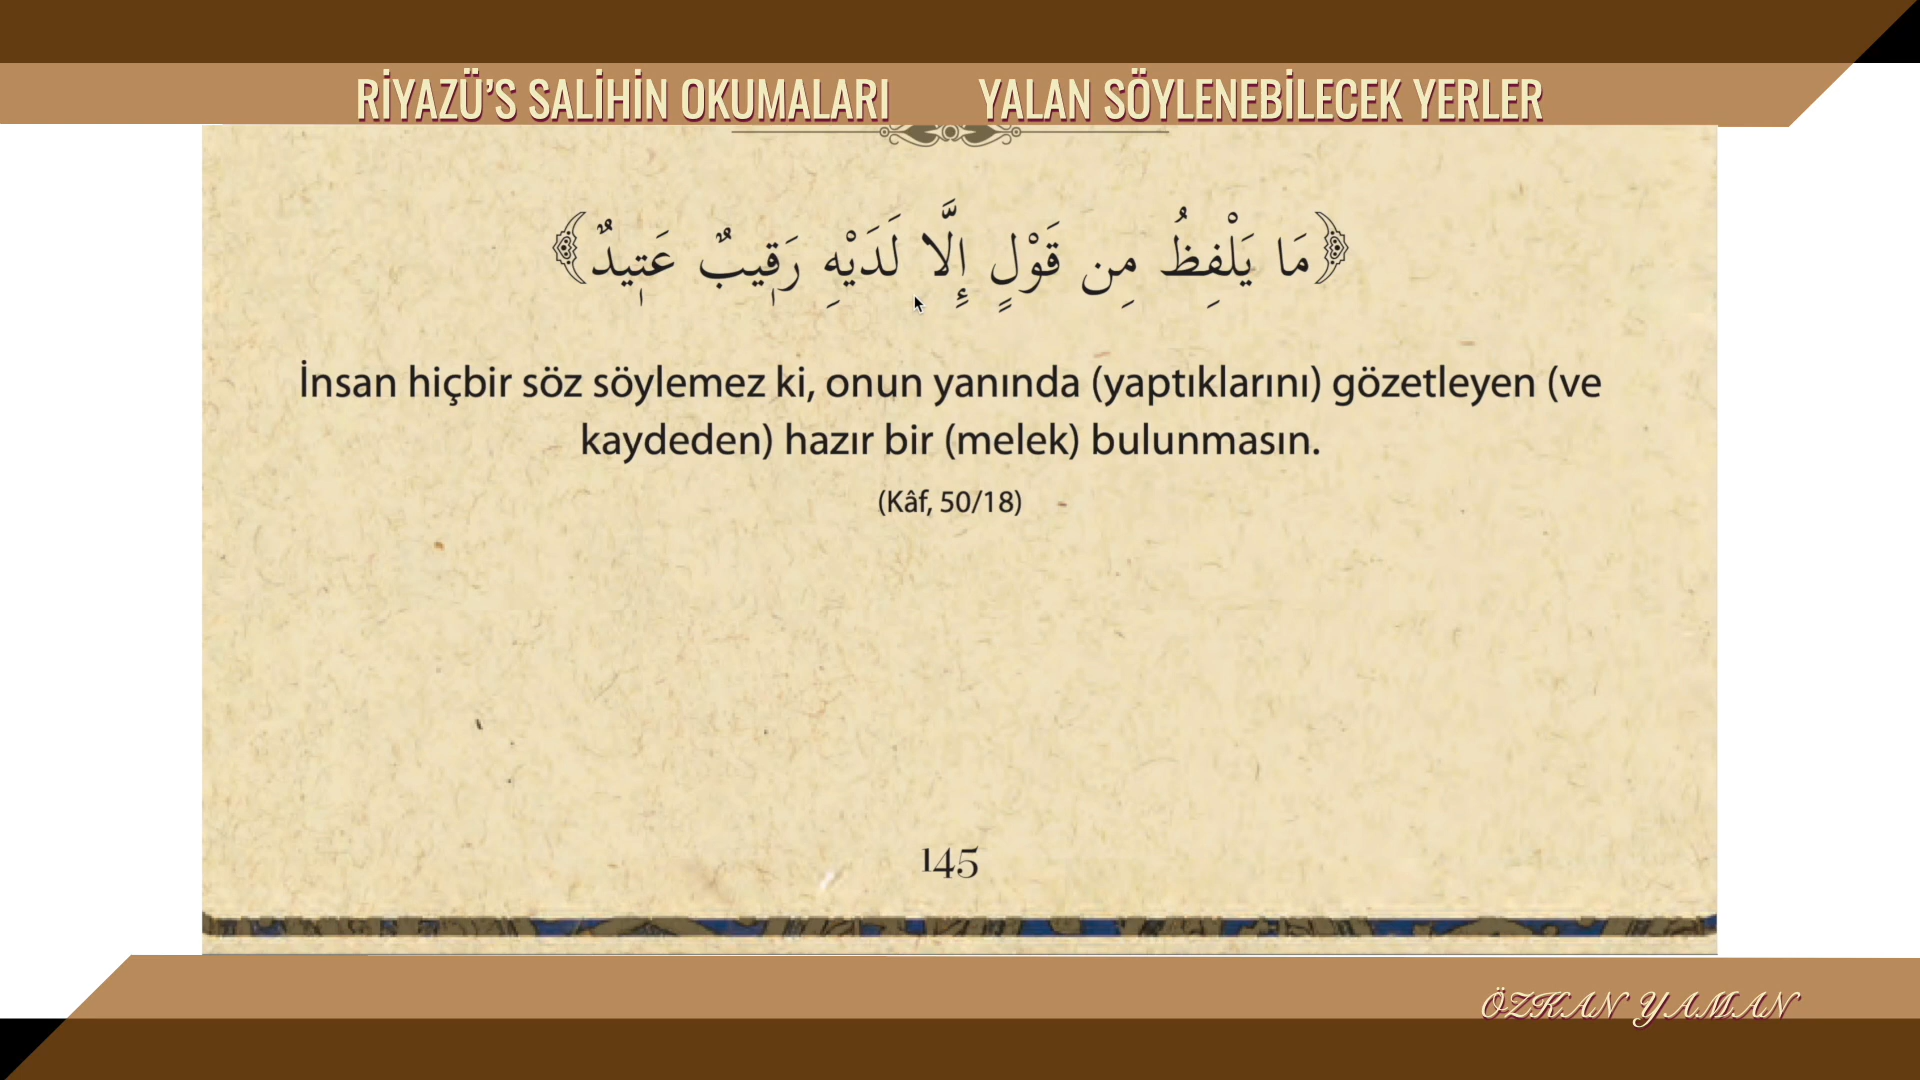 RİYAZÜ'S SALİHİN OKUMALARI YALAN SÖYLENEBİLECEK YERLER
﴿مَا يَلْفِظُ مِن قَوْلٍ إِلَّا لَدَيْهِ رَقٖيبٌ عَتٖيدٌ﴾
İnsan hiçbir söz söylemez ki, onun yanında (yaptıklarını) gözetleyen (ve
kaydeden) hazır bir (melek) bulunmasın.
(Kâf, 50/18)
145
ÖZKAN YAMAN